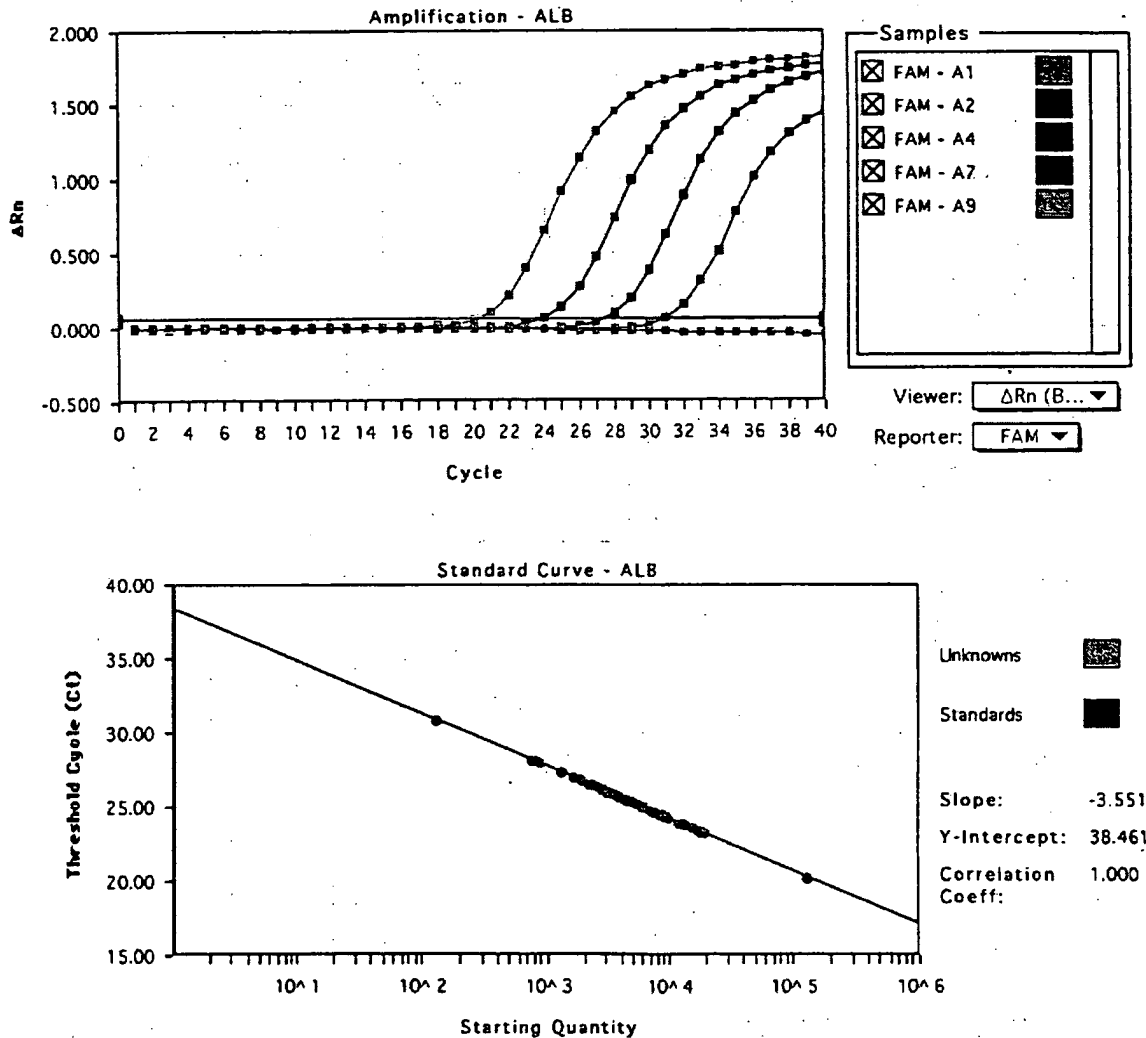 Amplification - ALB
2.000
1.500
1.000
0.500
0.000
-0.500
ΔRn
0 2 4 6 8 10 12 14 16 18 20 22 24 26 28 30 32 34 36 38 40
Cycle
Samples
FAM - A1
FAM - A2
FAM - A4
FAM - A7
FAM - A9
Viewer: ΔRn (B...
Reporter: FAM
Standard Curve - ALB
40.00
35.00
30.00
25.00
20.00
15.00
Threshold Cycle (Ct)
10^1 10^2 10^3 10^4 10^5 10^6
Starting Quantity
Unknowns
Standards
Slope: -3.551
Y-Intercept: 38.461
Correlation 1.000
Coeff: